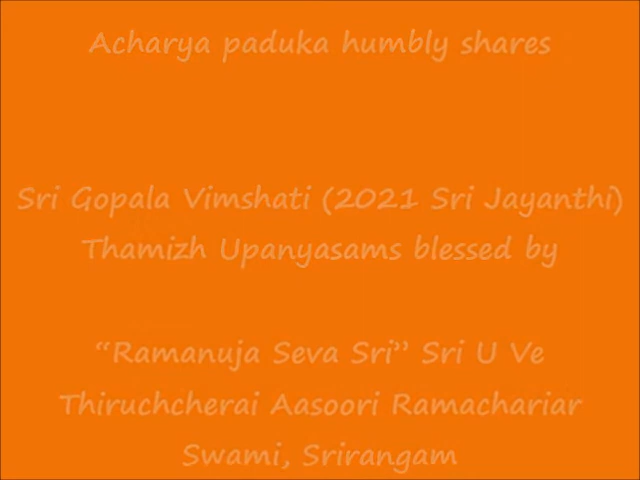 Acharya paduka humbly shares
Sri Gopala Vimshati (2021 Sri Jayanthi)
Thamizh Upanyasams blessed by
“Ramanuja Seva Sri” Sri U Ve
Thiruchcherai Aasoori Ramachariar
Swami, Srirangam